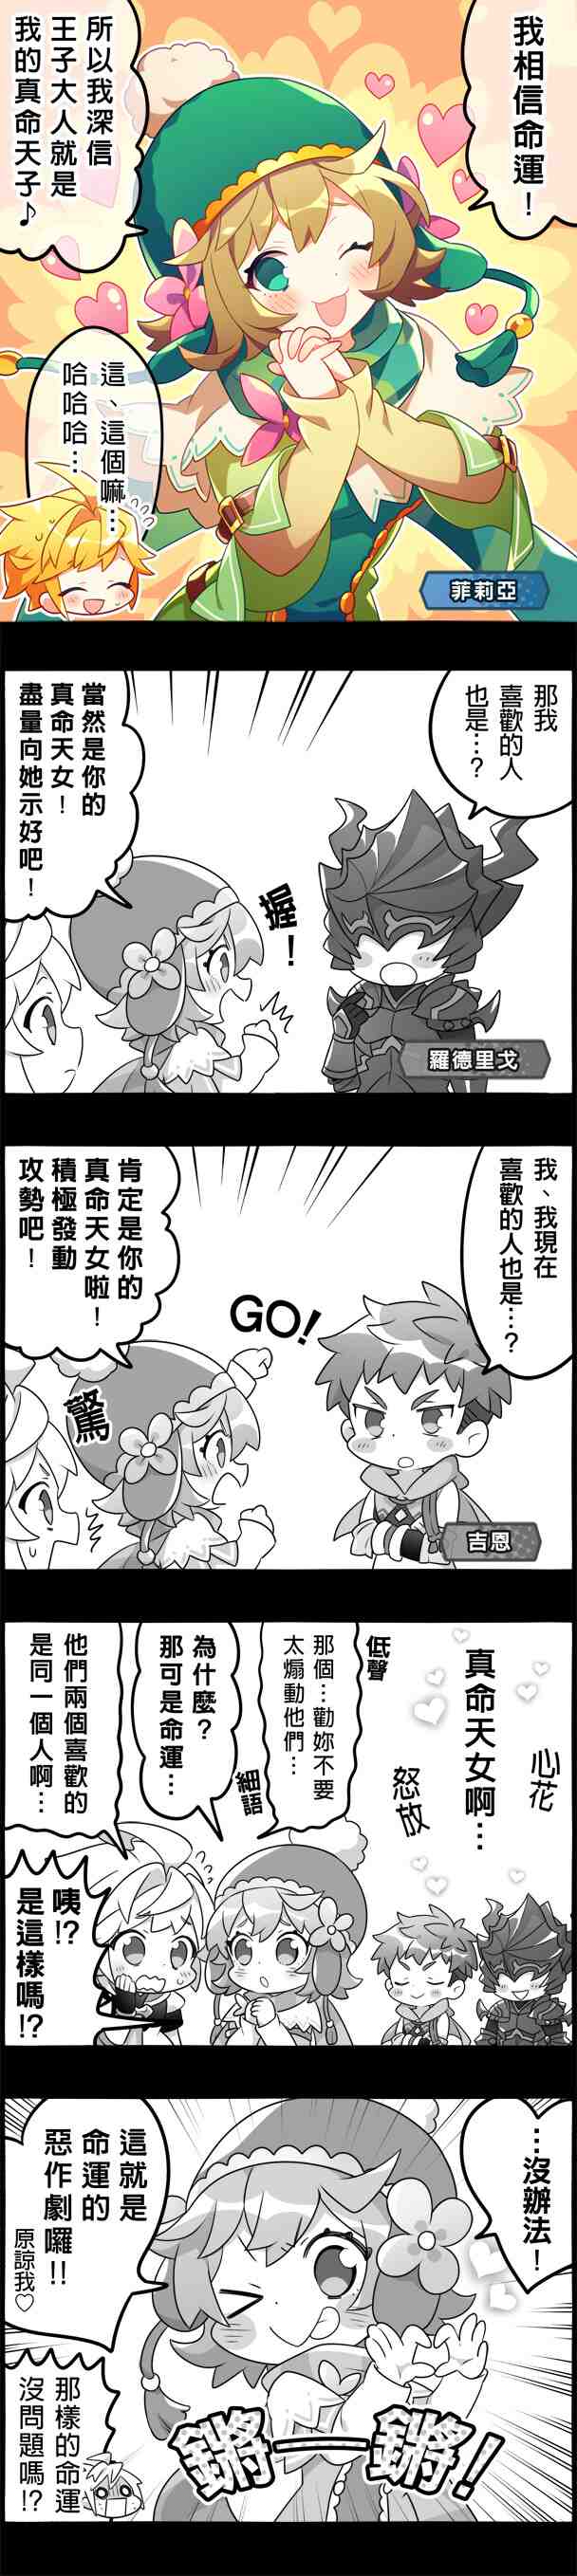 我相信命運！
所以我深信
王子大人就是
我的真命天子♪
這、這個嘛…
哈哈哈…
菲莉亞
那我
喜歡的人
也是…？
當然是你的
真命天女！
盡量向她示好吧！
握！
羅德里戈
我、我現在
喜歡的人也是…？
肯定是你的
真命天女啦！
積極發動
攻勢吧！
GO!
驚
吉恩
真命天女啊…
心花
怒放
低聲
那個…勸妳不要
太煽動他們…
細語
為什麼？
那可是命運…
他們兩個喜歡的
是同一個人啊…
咦!?
是這樣嗎!?
…沒辦法！
這就是
命運的
惡作劇囉!!
原諒我♡
鏘—鏘！
那樣的命運
沒問題嗎!?